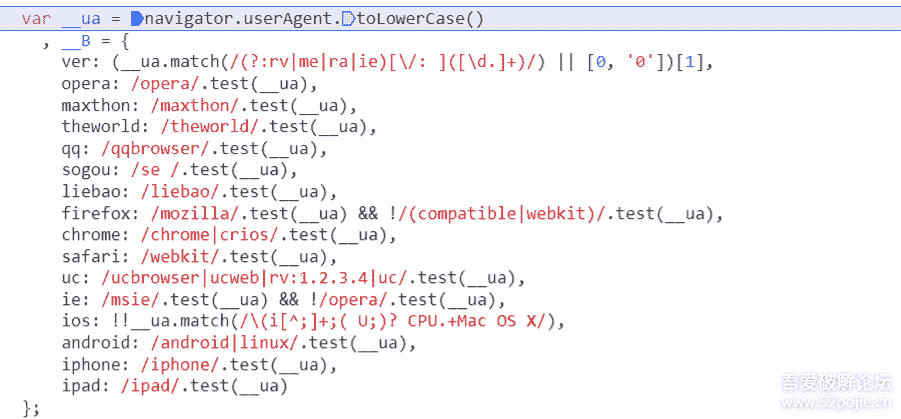 var __ua = navigator.userAgent.toLowerCase()
, __B = {
ver: (__ua.match(/(?:rv|me|ra|ie)[\/: ]([\d.]+)/) || [0, '0'])[1],
opera: /opera/.test(__ua),
maxthon: /maxthon/.test(__ua),
theworld: /theworld/.test(__ua),
qq: /qqbrowser/.test(__ua),
sogou: /se /.test(__ua),
liebao: /liebao/.test(__ua),
firefox: /mozilla/.test(__ua) && !/(compatible|webkit)/.test(__ua),
chrome: /chrome|crios/.test(__ua),
safari: /webkit/.test(__ua),
uc: /ucbrowser|ucweb|rv:1.2.3.4|uc/.test(__ua),
ie: /msie/.test(__ua) && !/opera/.test(__ua),
ios: !!__ua.match(/\(i[^;]+;( U;)? CPU.+Mac OS X/),
android: /android|linux/.test(__ua),
iphone: /iphone/.test(__ua),
ipad: /ipad/.test(__ua)
};
吾爱破解论坛
www.52pojie.cn